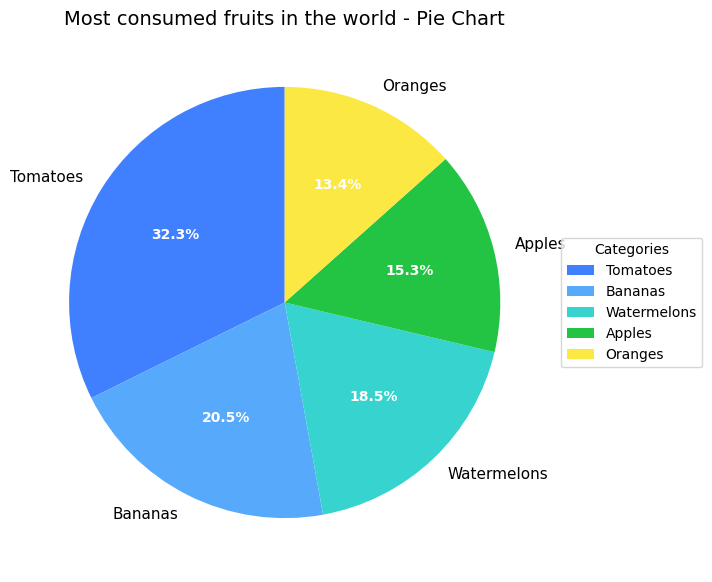 Most consumed fruits in the world - Pie Chart
Oranges
Tomatoes
13.4%
32.3%
Apples
15.3%
18.5%
20.5%
Watermelons
Bananas
Categories
Tomatoes
Bananas
Watermelons
Apples
Oranges